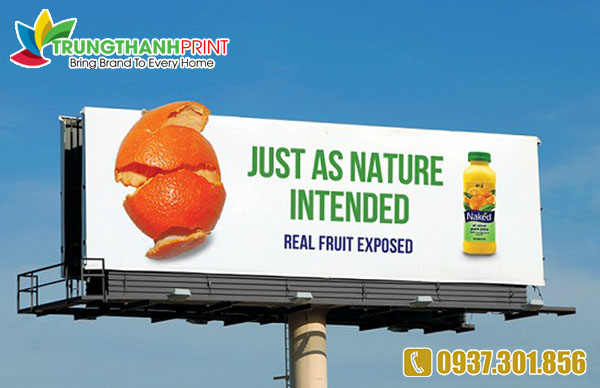 TRUNGTHANHPRINT
Bring Brand To Every Home
JUST AS NATURE
INTENDED
REAL FRUIT EXPOSED
Naked
0937.301.856